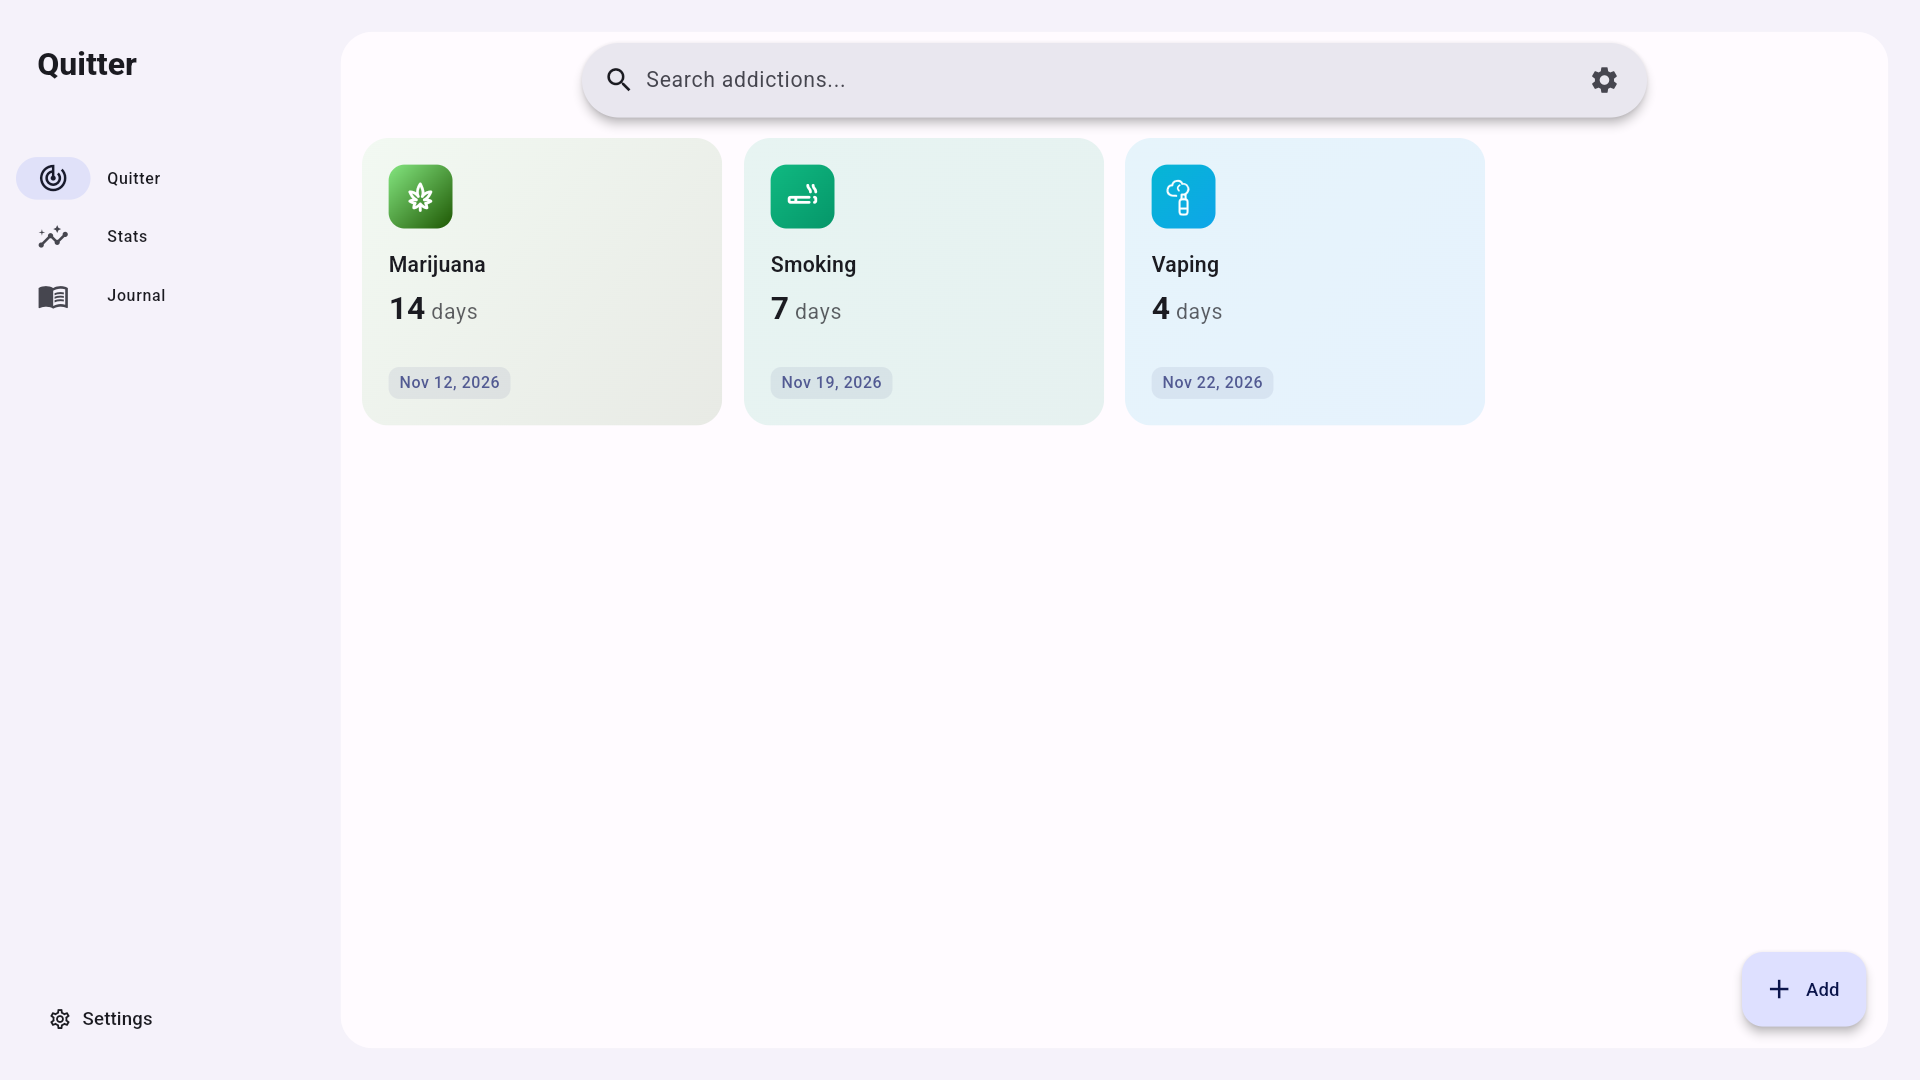 Quitter
Search addictions...
Quitter
Stats
Journal
Marijuana
14 days
Nov 12, 2026
Smoking
7 days
Nov 19, 2026
Vaping
4 days
Nov 22, 2026
Settings
Add